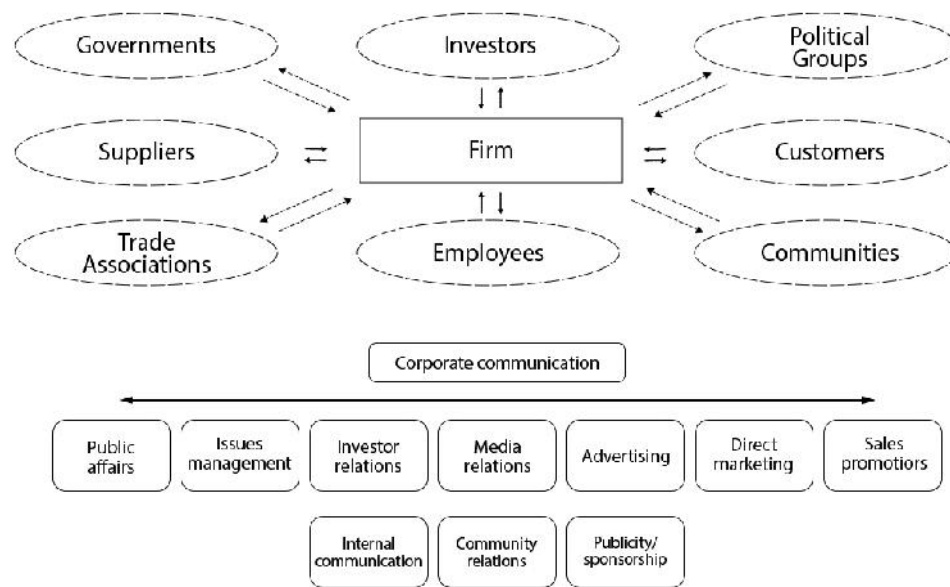 Governments
Investors
Political
Groups
Suppliers
Firm
Customers
Trade
Associations
Employees
Communities
Corporate communication
Public
affairs
Issues
management
Investor
relations
Media
relations
Advertising
Direct
marketing
Sales
promotiors
Internal
communication
Community
relations
Publicity/
sponsorship